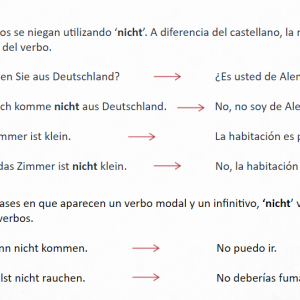 os se niegan utilizando ‘nicht’. A diferencia del castellano, la
del verbo.
en Sie aus Deutschland? ¿Es usted de Ale
ch komme nicht aus Deutschland. No, no soy de Ale
mmer ist klein. La habitación es
das Zimmer ist nicht klein. No, la habitación
ases en que aparecen un verbo modal y un infinitivo, ‘nicht’ v
verbos.
nn nicht kommen. No puedo ir.
lst nicht rauchen. No deberías fuma